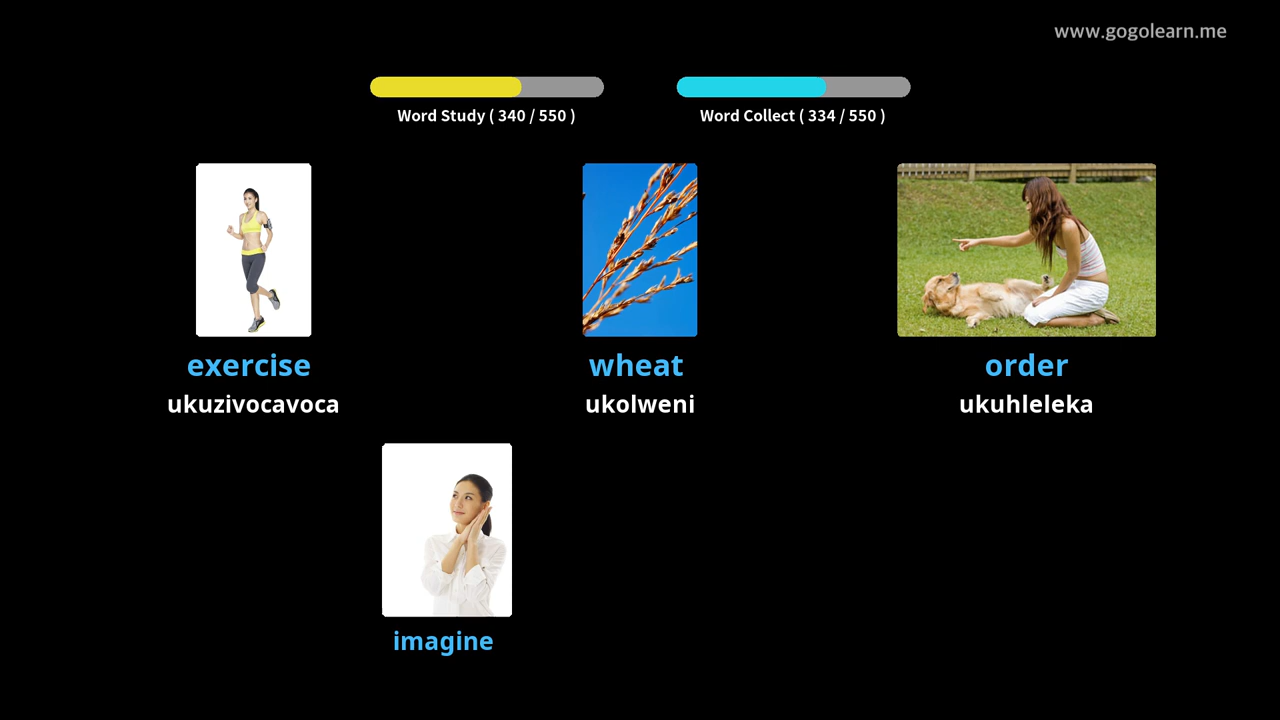 www.gogolearn.me
Word Study ( 340 / 550 )
Word Collect ( 334 / 550 )
exercise
ukuzivocavoca
wheat
ukolweni
order
ukuhleleka
imagine